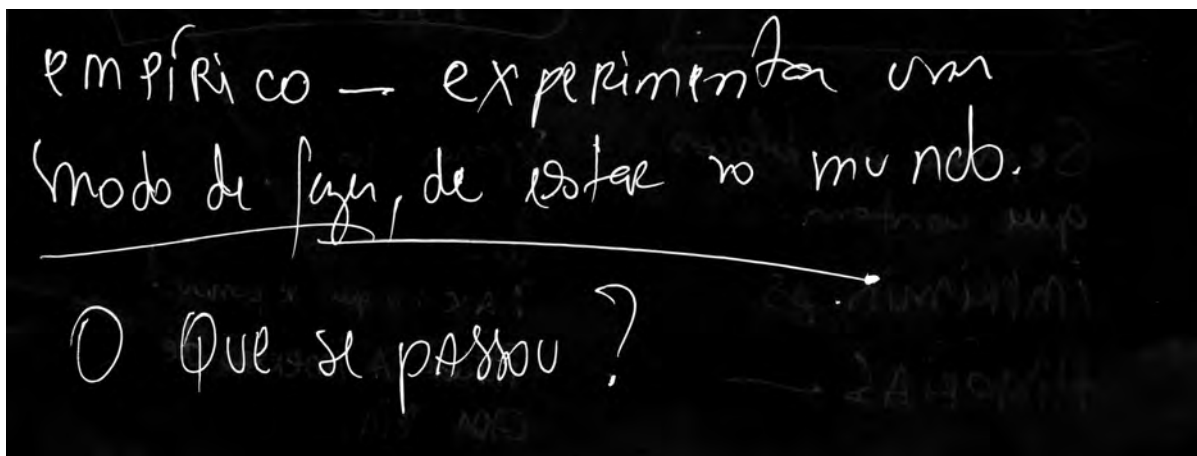 empírico — experimentar um
modo de fazer, de estar no mundo.
O que se passou?